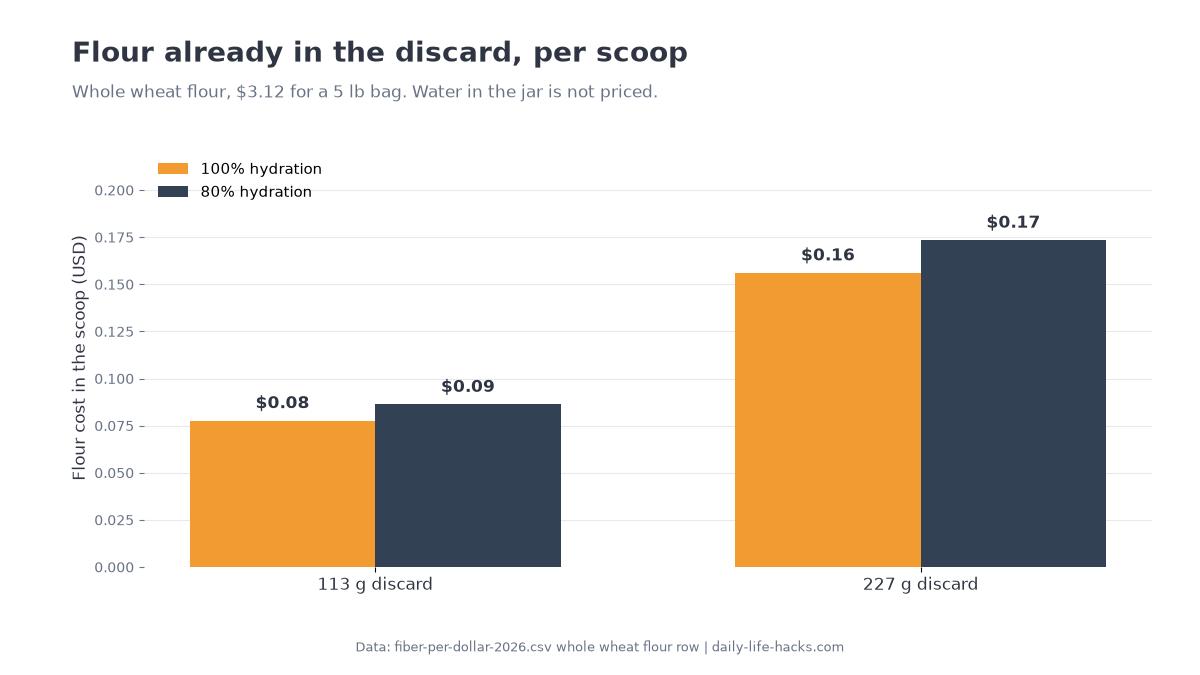 Flour already in the discard, per scoop
Whole wheat flour, $3.12 for a 5 lb bag. Water in the jar is not priced.
100% hydration
80% hydration
Flour cost in the scoop (USD)
0.200
0.175
0.150
0.125
0.100
0.075
0.050
0.025
0.000
$0.08
$0.09
$0.16
$0.17
113 g discard
227 g discard
Data: fiber-per-dollar-2026.csv whole wheat flour row | daily-life-hacks.com